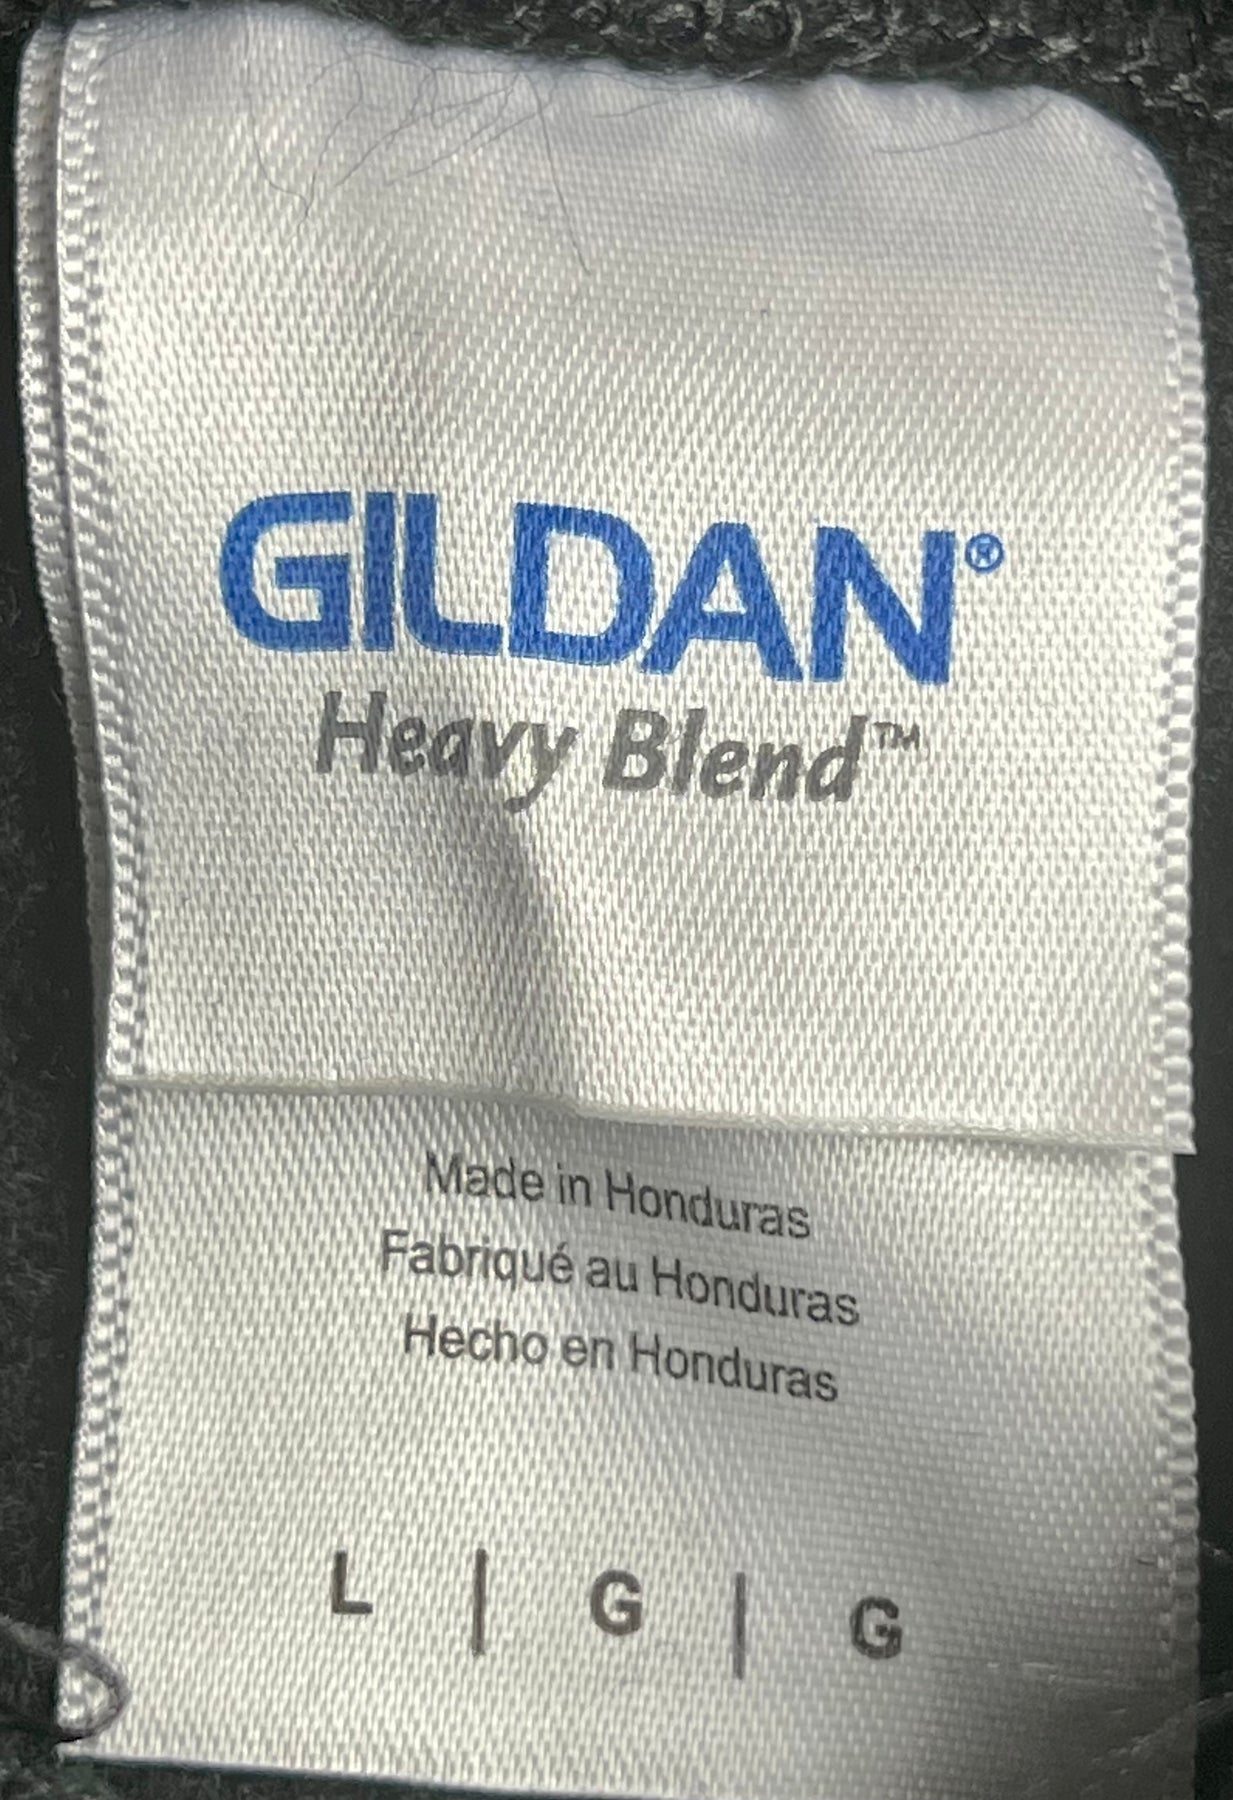 GILDAN®
Heavy Blend™
Made in Honduras
Fabriqué au Honduras
Hecho en Honduras
L | G | G